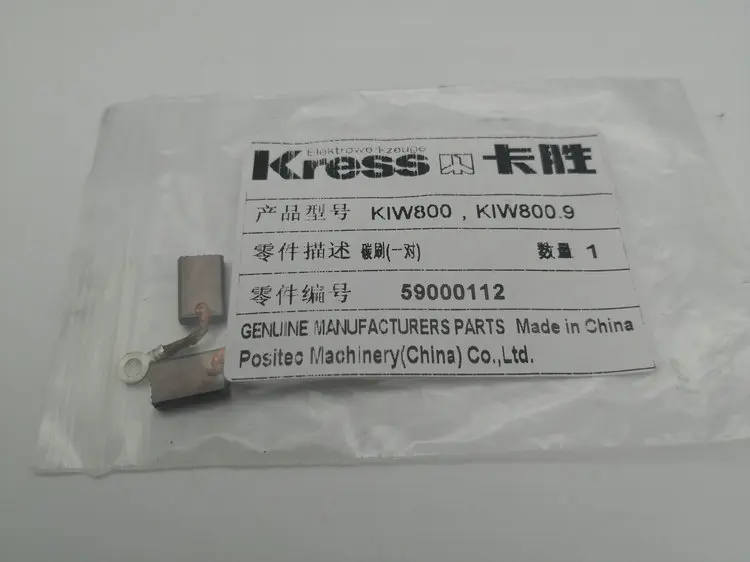 Elektrowerkzeuge
Kress 卡胜
产品型号 KIW800 , KIW800.9
零件描述 碳刷(一对) 数量 1
零件编号 59000112
GENUINE MANUFACTURERS PARTS Made in China
Positec Machinery(China) Co.,Ltd.